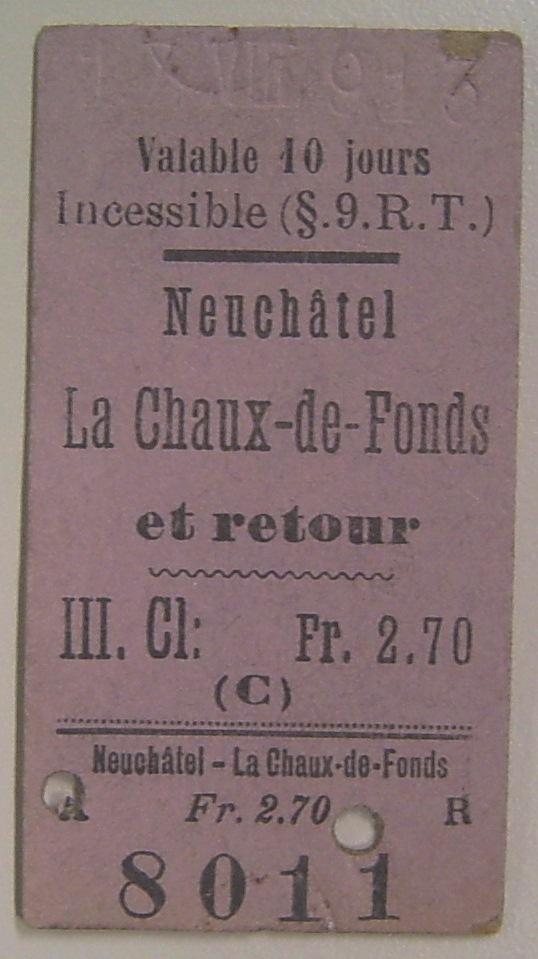 Valable 10 jours
Incessible (§.9.R.T.)
Neuchâtel
La Chaux-de-Fonds
et retour
III. Cl: Fr. 2.70
(C)
Neuchâtel - La Chaux-de-Fonds
A Fr. 2.70 R
8011